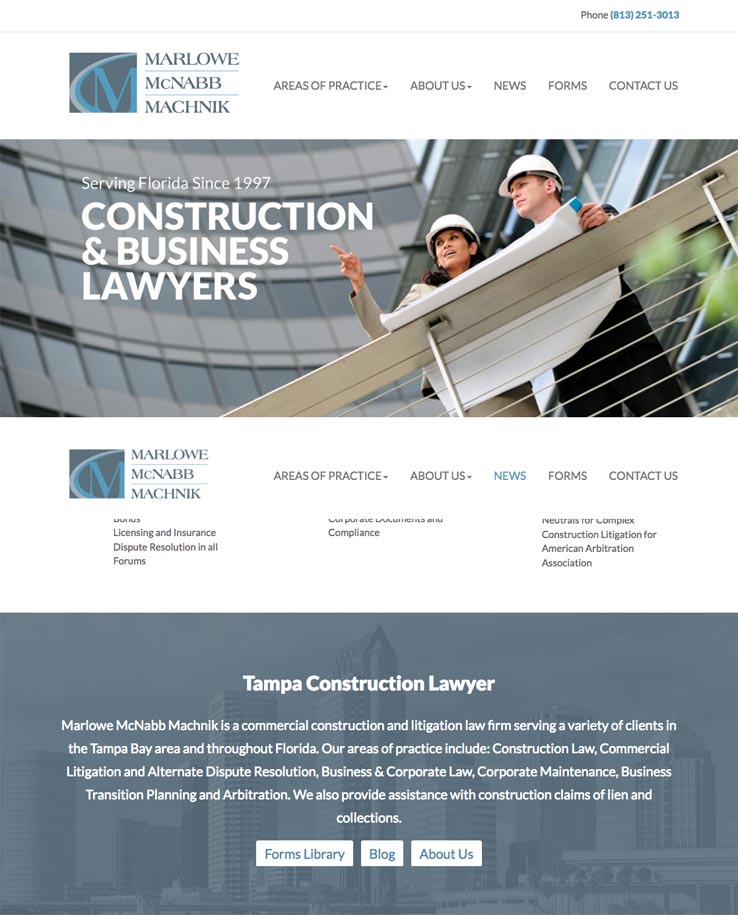 Phone (813) 251-3013
MARLOWE
MCNABB
MACHNIK
AREAS OF PRACTICE ABOUT US NEWS FORMS CONTACT US
Serving Florida Since 1997
CONSTRUCTION
& BUSINESS
LAWYERS
MARLOWE
MCNABB
MACHNIK
AREAS OF PRACTICE ABOUT US NEWS FORMS CONTACT US
Bonds
Licensing and Insurance
Dispute Resolution in all
Forums
Corporate Documents and
Compliance
Neutrals for Complex
Construction Litigation for
American Arbitration
Association
Tampa Construction Lawyer
Marlowe McNabb Machnik is a commercial construction and litigation law firm serving a variety of clients in
the Tampa Bay area and throughout Florida. Our areas of practice include: Construction Law, Commercial
Litigation and Alternate Dispute Resolution, Business & Corporate Law, Corporate Maintenance, Business
Transition Planning and Arbitration. We also provide assistance with construction claims of lien and
collections.
Forms Library Blog About Us